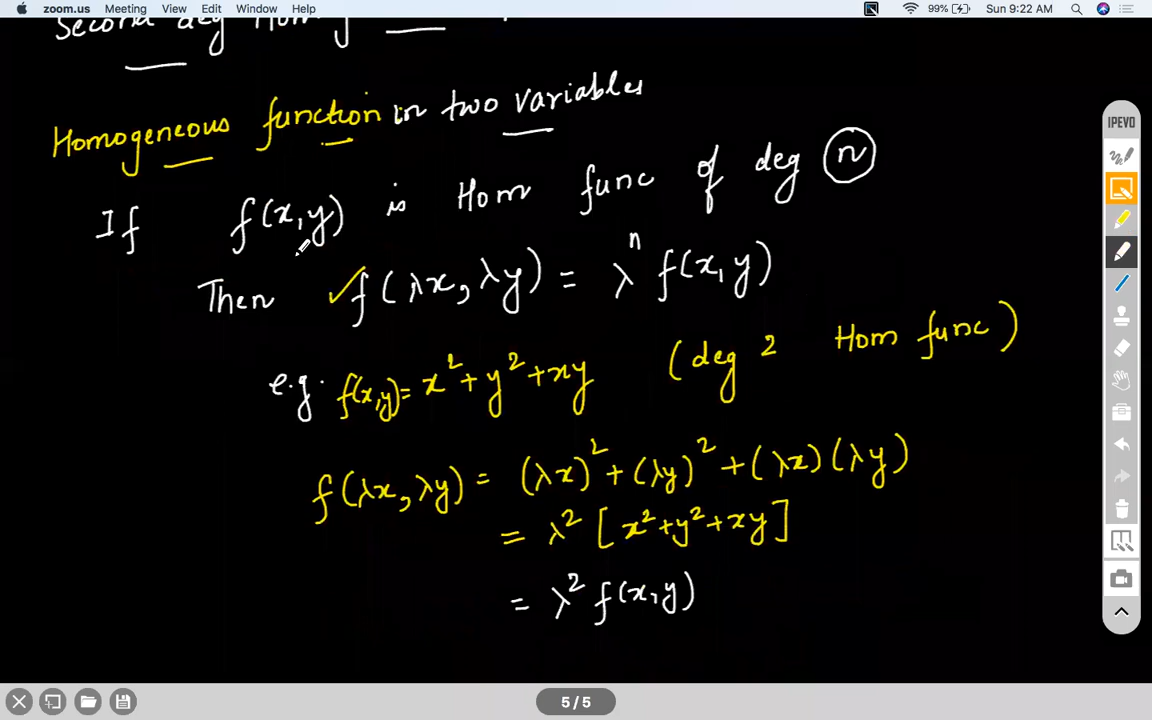 zoom.us Meeting View Edit Window Help 99% Sun 9:22 AM
Second deg
Homogeneous function in two variables
If f(x,y) is Hom func of deg n
Then ✓f(λx, λy) = λⁿ f(x,y)
e.g. f(x,y)= x²+y²+xy (deg 2 Hom func)
f(λx, λy) = (λx)²+(λy)²+(λx)(λy)
= λ²[x²+y²+xy]
= λ² f(x,y)
IPEVO
5/5